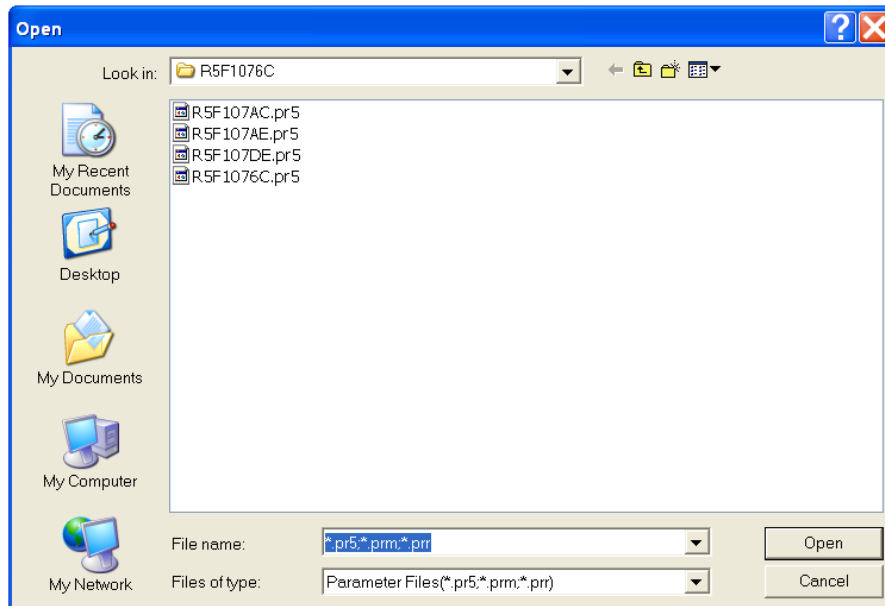 Open
Look in: R5F1076C
R5F107AC.pr5
R5F107AE.pr5
R5F107DE.pr5
R5F1076C.pr5
My Recent
Documents
Desktop
My Documents
My Computer
My Network
File name: *.pr5;*.prm;*.prr Open
Files of type: Parameter Files(*.pr5;*.prm;*.prr) Cancel